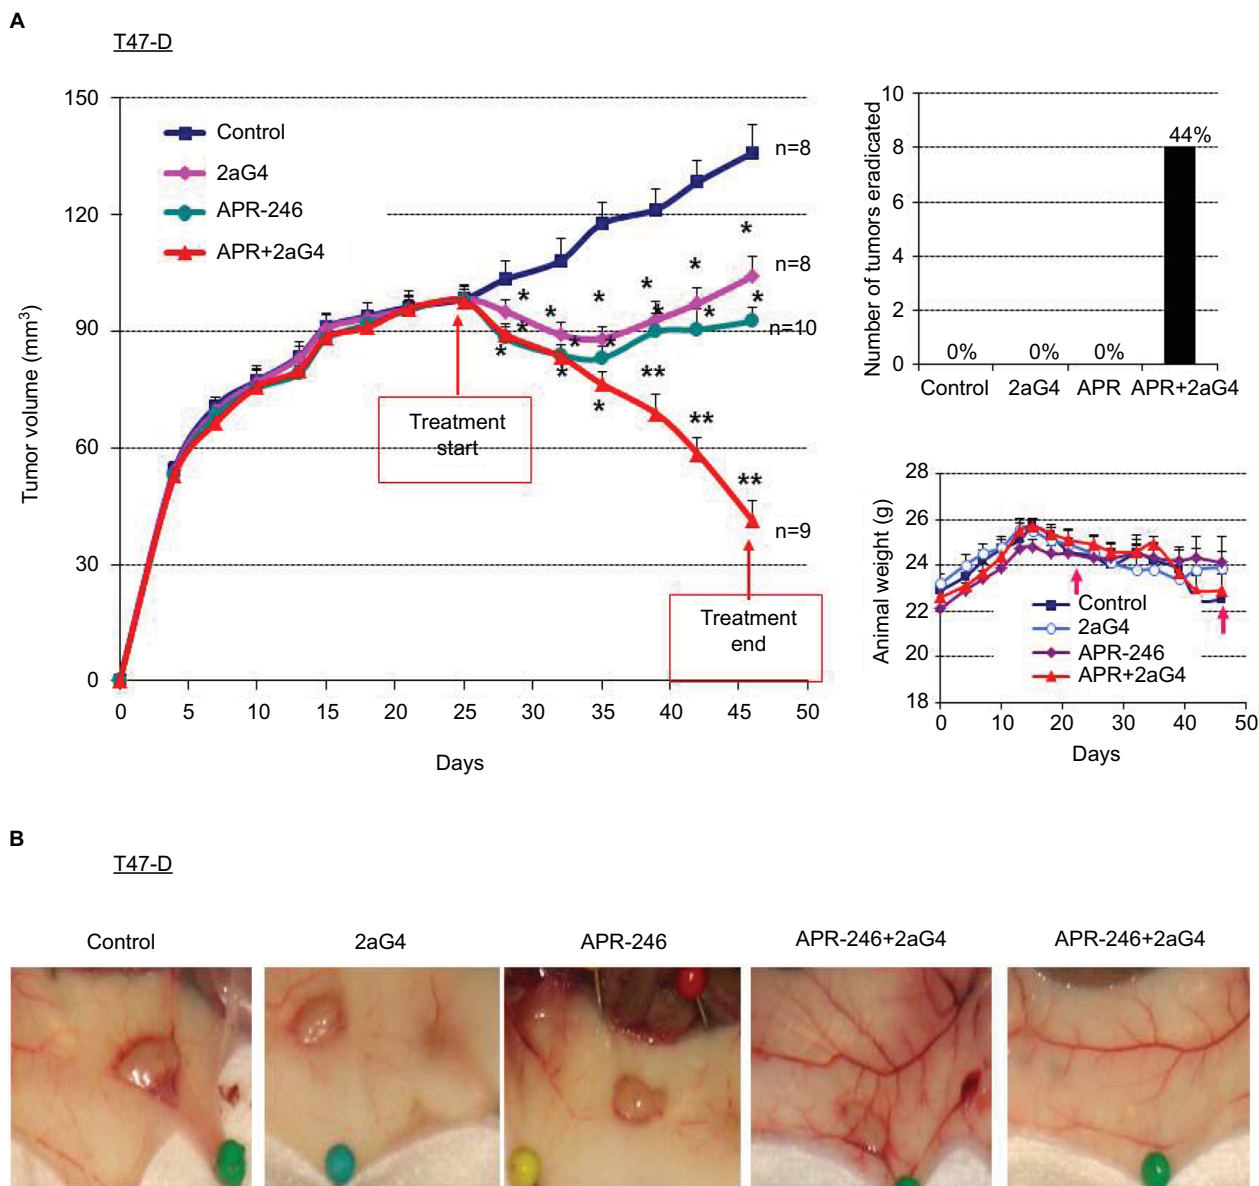 A
T47-D
150
120
90
60
30
0
Tumor volume (mm³)
Control
2aG4
APR-246
APR+2aG4
n=8
n=8
n=10
n=9
*
*
*
*
*
*
*
*
*
*
*
*
*
*
**
**
**
Treatment
start
Treatment
end
0 5 10 15 20 25 30 35 40 45 50
Days
10
8
6
4
2
0
Number of tumors eradicated
0% 0% 0% 44%
Control 2aG4 APR APR+2aG4
28
26
24
22
20
18
Animal weight (g)
Control
2aG4
APR-246
APR+2aG4
0 10 20 30 40 50
Days
B
T47-D
Control 2aG4 APR-246 APR-246+2aG4 APR-246+2aG4